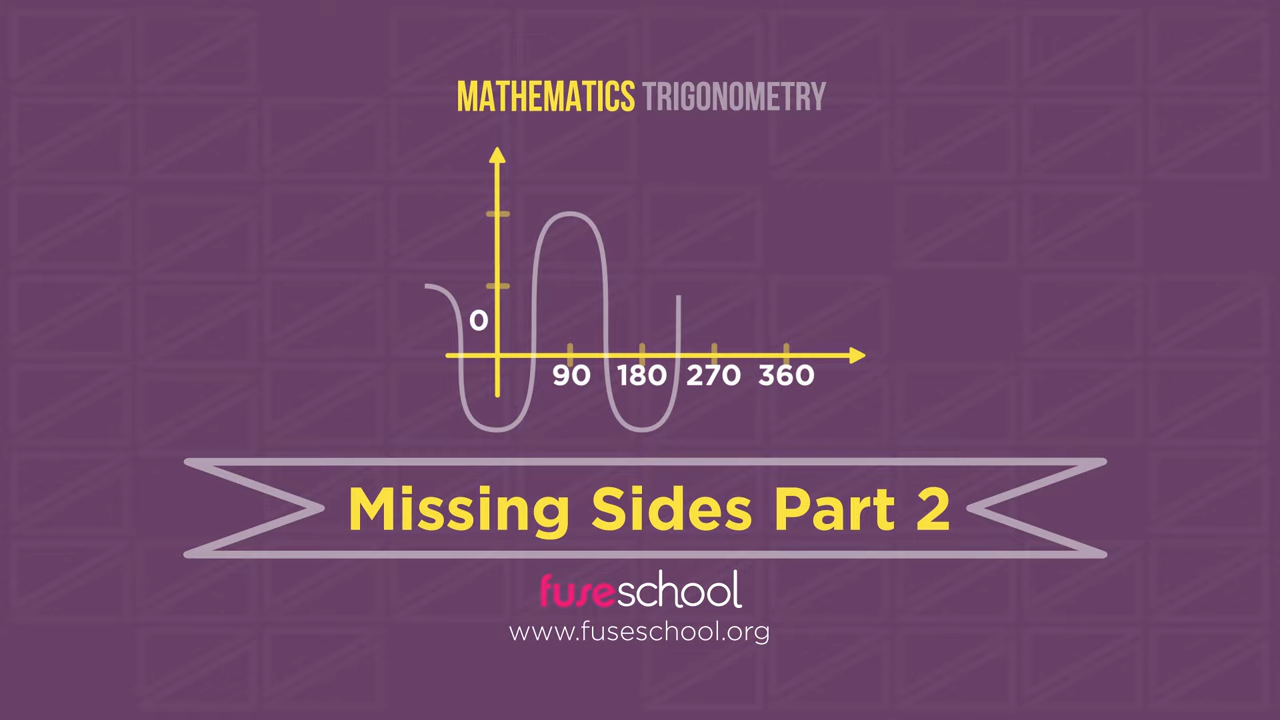 MATHEMATICS TRIGONOMETRY
0
90 180 270 360
Missing Sides Part 2
fuseschool
www.fuseschool.org